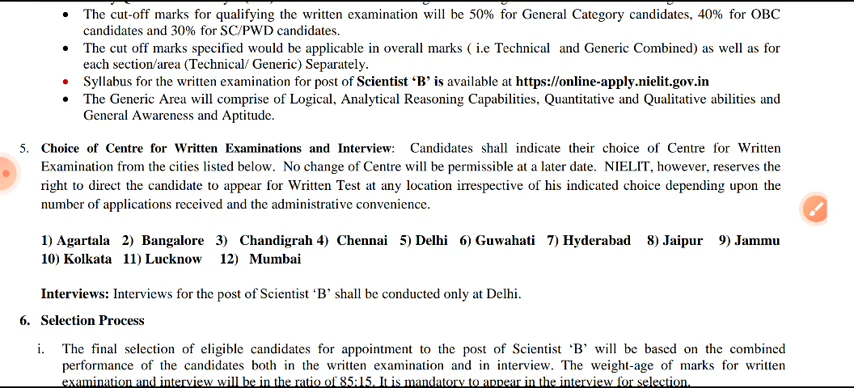 • The cut-off marks for qualifying the written examination will be 50% for General Category candidates, 40% for OBC
candidates and 30% for SC/PWD candidates.
• The cut off marks specified would be applicable in overall marks ( i.e Technical and Generic Combined) as well as for
each section/area (Technical/ Generic) Separately.
• Syllabus for the written examination for post of Scientist ‘B’ is available at https://online-apply.nielit.gov.in
• The Generic Area will comprise of Logical, Analytical Reasoning Capabilities, Quantitative and Qualitative abilities and
General Awareness and Aptitude.
5. Choice of Centre for Written Examinations and Interview: Candidates shall indicate their choice of Centre for Written
Examination from the cities listed below. No change of Centre will be permissible at a later date. NIELIT, however, reserves the
right to direct the candidate to appear for Written Test at any location irrespective of his indicated choice depending upon the
number of applications received and the administrative convenience.
1) Agartala 2) Bangalore 3) Chandigrah 4) Chennai 5) Delhi 6) Guwahati 7) Hyderabad 8) Jaipur 9) Jammu
10) Kolkata 11) Lucknow 12) Mumbai
Interviews: Interviews for the post of Scientist ‘B’ shall be conducted only at Delhi.
6. Selection Process
i. The final selection of eligible candidates for appointment to the post of Scientist ‘B’ will be based on the combined
performance of the candidates both in the written examination and in interview. The weight-age of marks for written
examination and interview will be in the ratio of 85:15. It is mandatory to appear in the interview for selection.